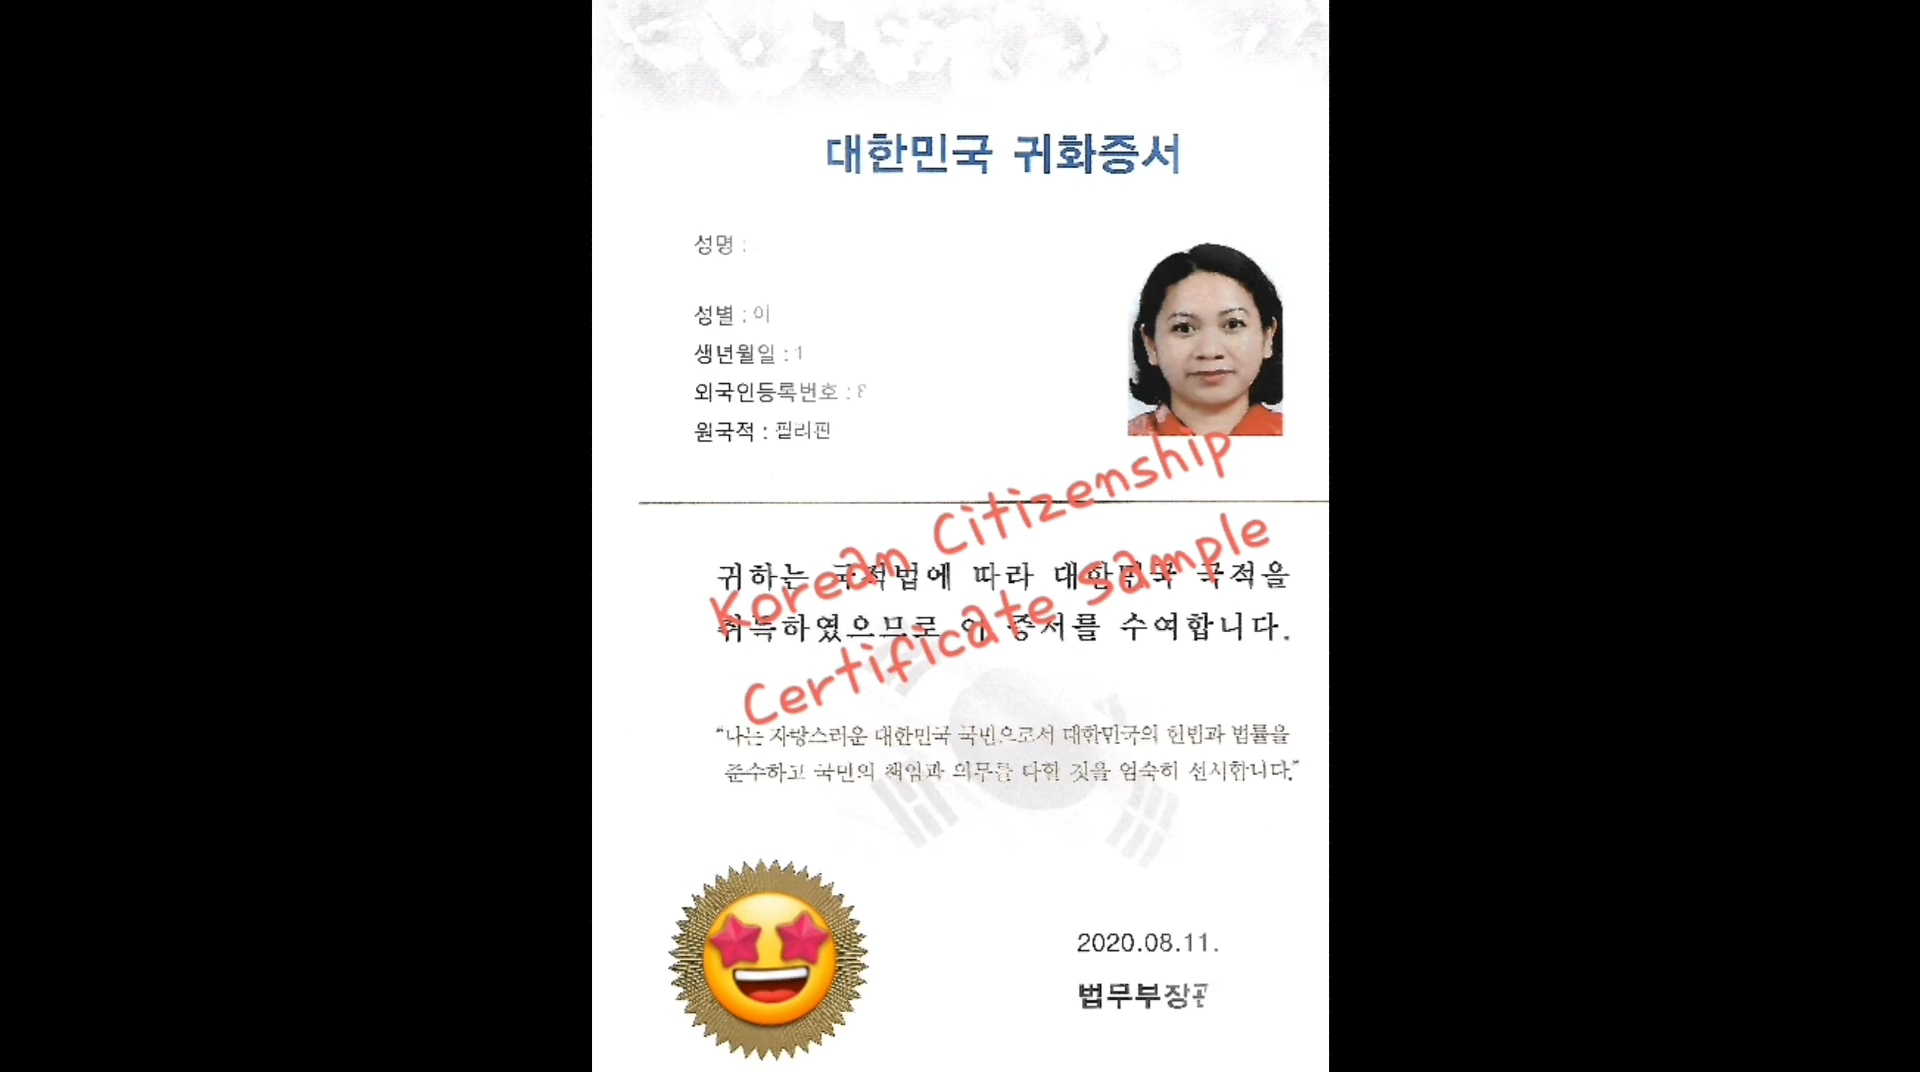 대한민국 귀화증서
성명 :
성별 :
생년월일 : 1
외국인등록번호 : 8
원국적 : 필리핀
Korean Citizenship
Certificate Sample
귀하는 국적법에 따라 대한민국 국적을
취득하였으므로 이 증서를 수여합니다.
“나는 자랑스러운 대한민국 국민으로서 대한민국의 헌법과 법률을
준수하고 국민의 책임과 의무를 다할 것을 엄숙히 선서합니다.”
2020.08.11.
법무부장관